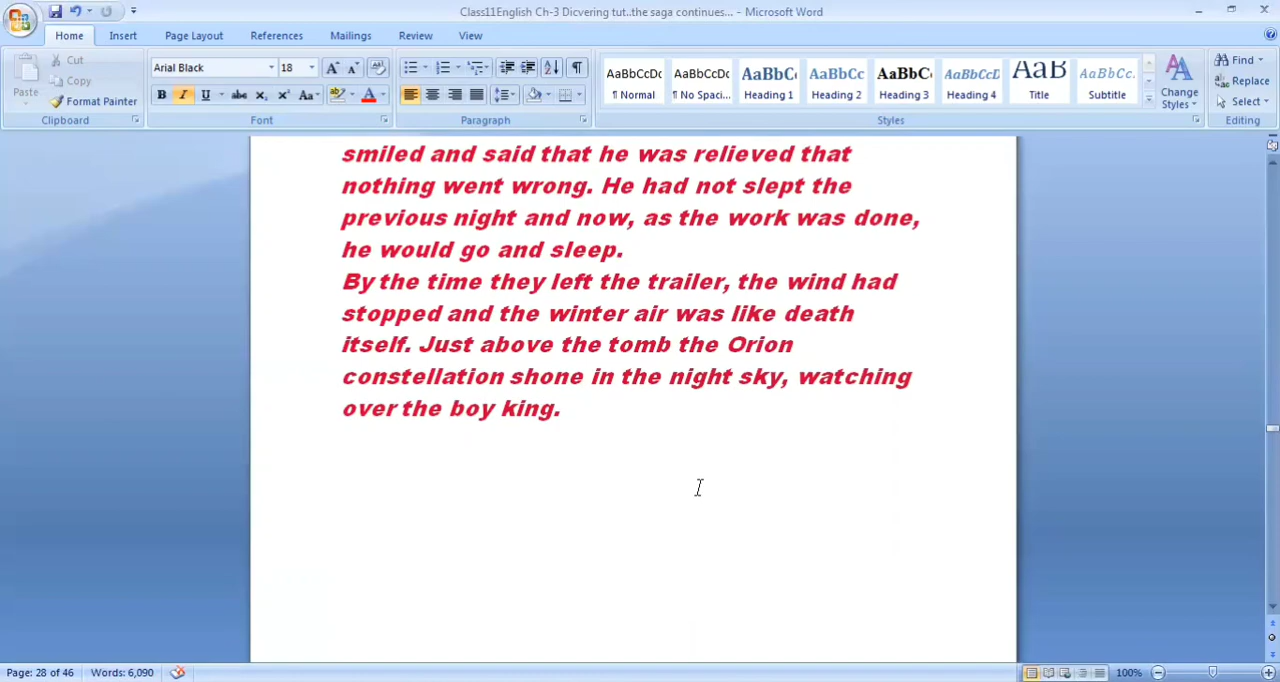 Class11English Ch-3 Dicvering tut..the saga continues... - Microsoft Word
Home Insert Page Layout References Mailings Review View
Paste
Cut
Copy
Format Painter
Clipboard
Arial Black 18
Font
Paragraph
AaBbCcDc AaBbCcDc AaBbC AaBbCc AaBbC AaBbCcD AaB AaBbCc.
¶ Normal ¶ No Spaci... Heading 1 Heading 2 Heading 3 Heading 4 Title Subtitle
Change Styles
Styles
Find
Replace
Select
Editing
smiled and said that he was relieved that
nothing went wrong. He had not slept the
previous night and now, as the work was done,
he would go and sleep.
By the time they left the trailer, the wind had
stopped and the winter air was like death
itself. Just above the tomb the Orion
constellation shone in the night sky, watching
over the boy king.
Page: 28 of 46 Words: 6,090 100%